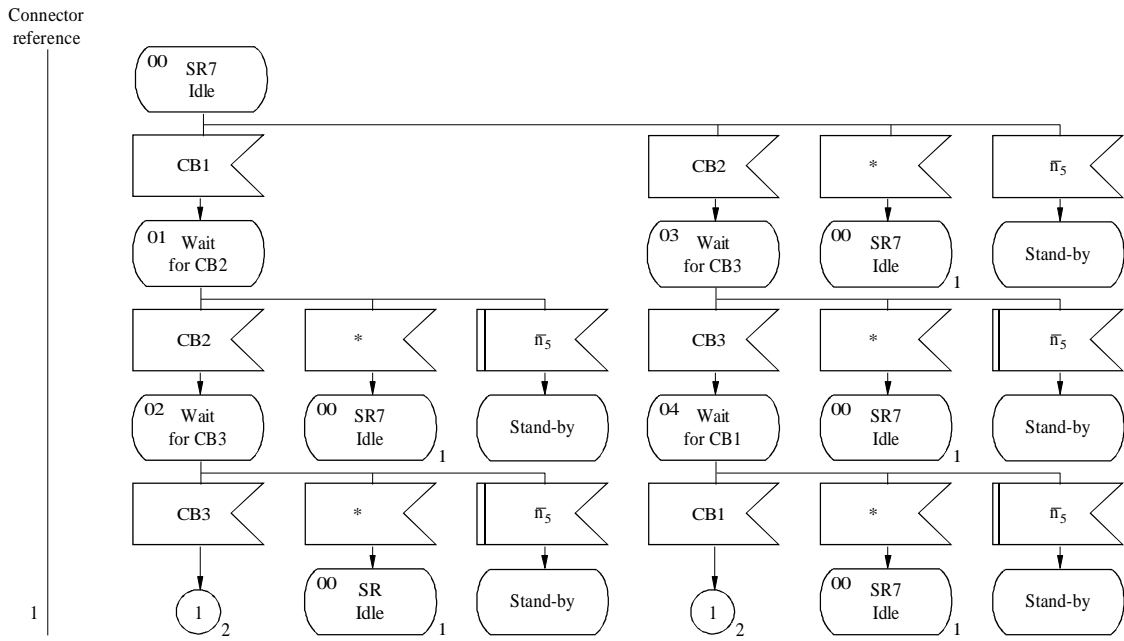 Connector
reference
00 SR7
Idle
CB1 CB2 * n̅5
01 Wait
for CB2
03 Wait
for CB3
00 SR7
Idle
1
Stand-by
CB2 * n̅5 CB3 * n̅5
02 Wait
for CB3
00 SR7
Idle
1
Stand-by
04 Wait
for CB1
00 SR7
Idle
1
Stand-by
CB3 * n̅5 CB1 * n̅5
1
1
2
00 SR
Idle
1
Stand-by
1
2
00 SR7
Idle
1
Stand-by